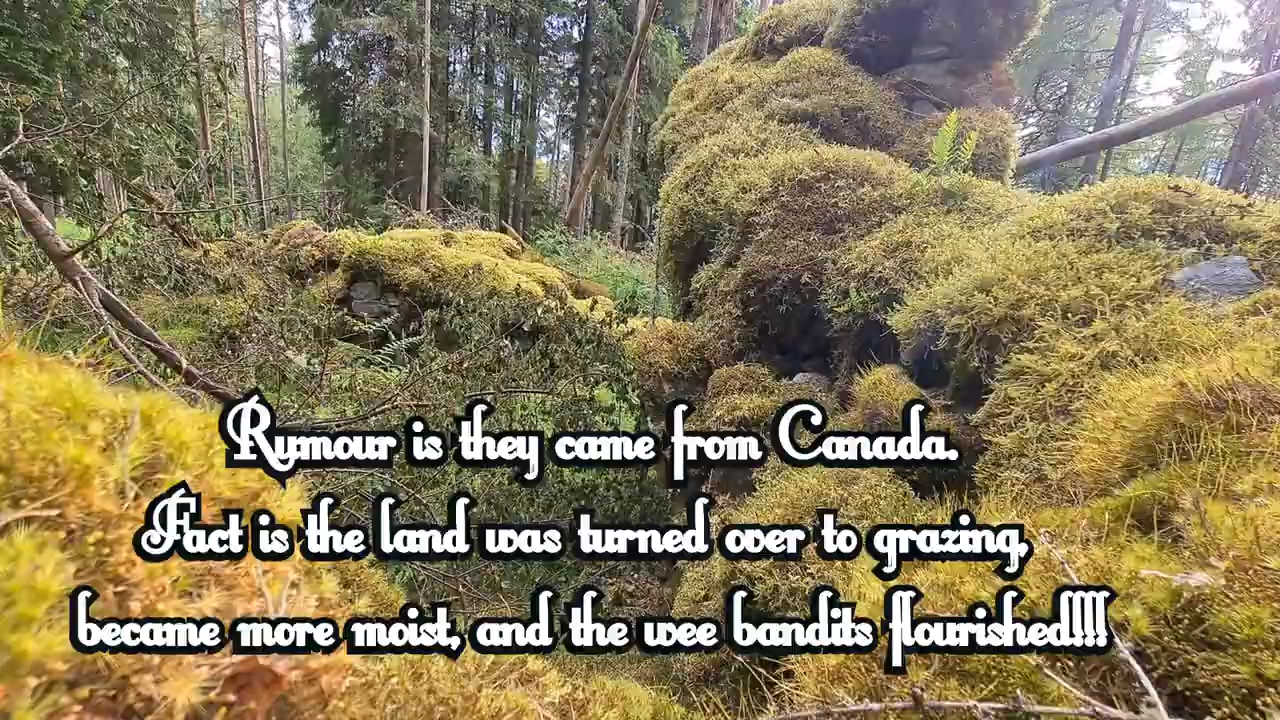 Rumour is they came from Canada.
Fact is the land was turned over to grazing,
became more moist, and the wee bandits flourished!!!